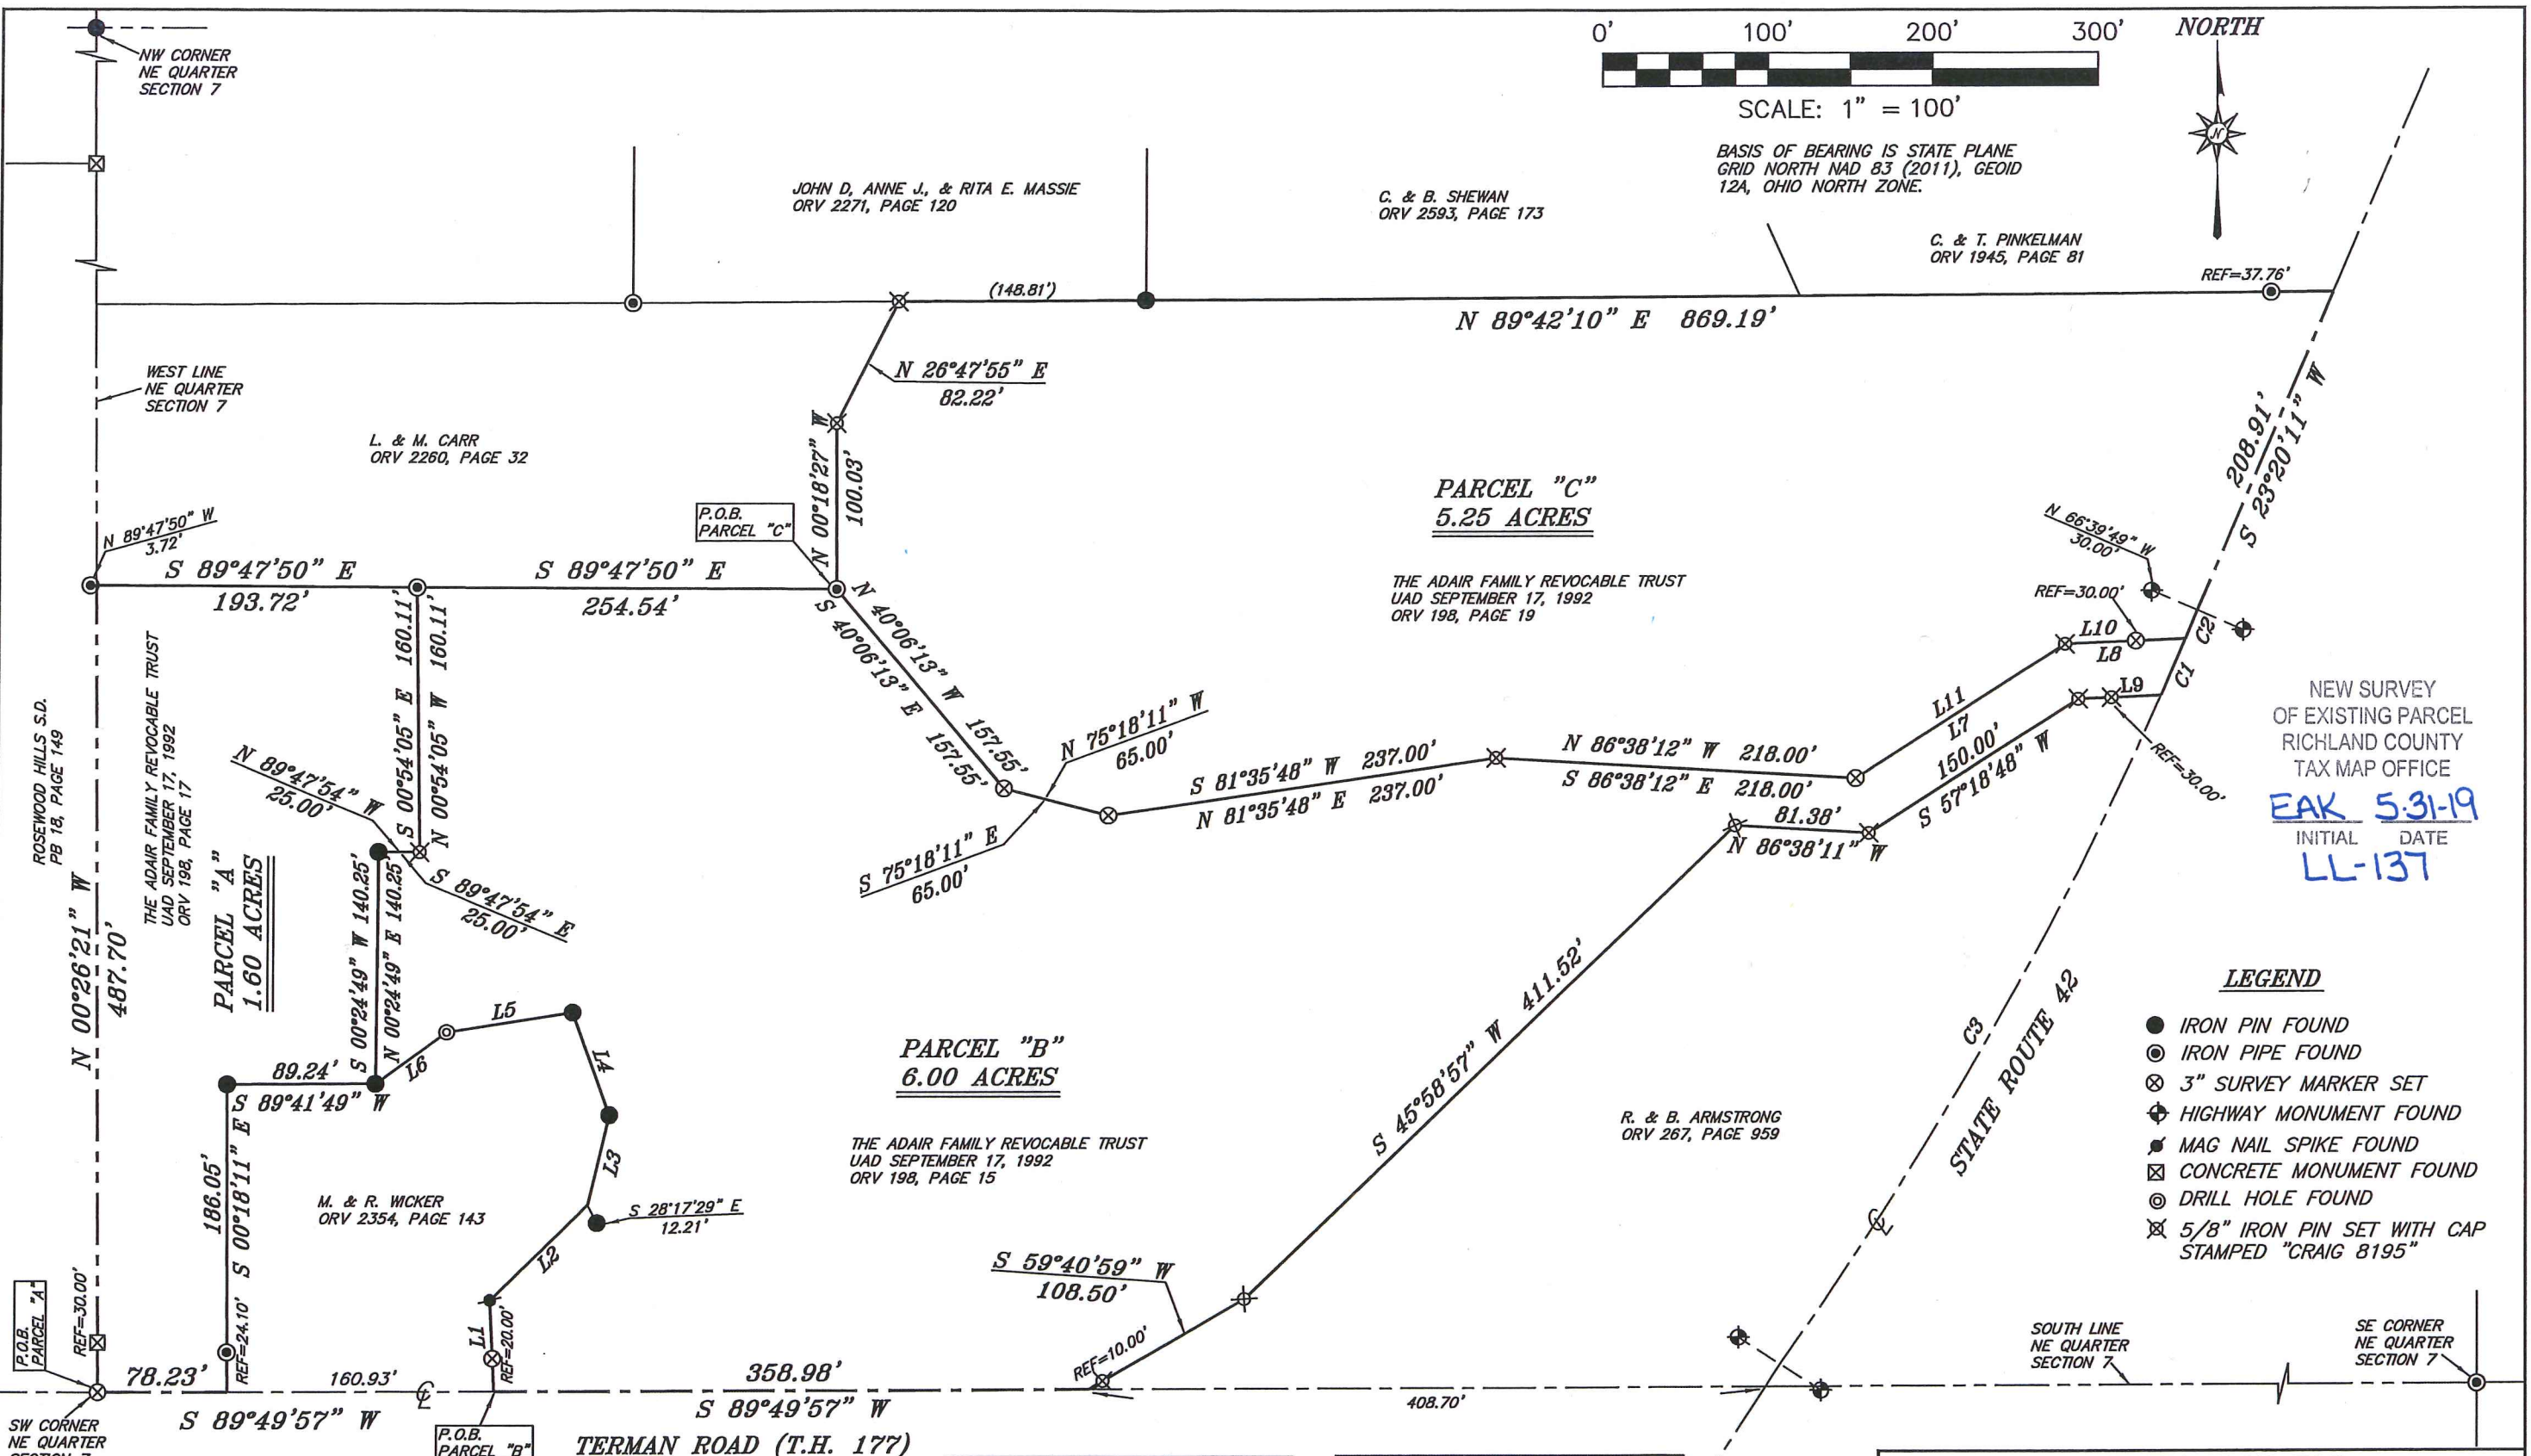 0' 100' 200' 300'
SCALE: 1" = 100'
NORTH
N
BASIS OF BEARING IS STATE PLANE
GRID NORTH NAD 83 (2011), GEOID
12A, OHIO NORTH ZONE.
NW CORNER
NE QUARTER
SECTION 7
JOHN D, ANNE J., & RITA E. MASSIE
ORV 2271, PAGE 120
C. & B. SHEWAN
ORV 2593, PAGE 173
C. & T. PINKELMAN
ORV 1945, PAGE 81
REF=37.76'
(148.81')
N 89°42'10" E 869.19'
WEST LINE
NE QUARTER
SECTION 7
N 26°47'55" E
82.22'
L. & M. CARR
ORV 2260, PAGE 32
N 00°18'27" W
100.03'
P.O.B.
PARCEL "C"
PARCEL "C"
5.25 ACRES
THE ADAIR FAMILY REVOCABLE TRUST
UAD SEPTEMBER 17, 1992
ORV 198, PAGE 19
208.91'
S 23°20'11" W
N 66°39'49" W
30.00'
REF=30.00'
L10
L8
C2
C1
L9
L11
L7
150.00'
S 57°18'48" W
REF=30.00'
N 89°47'50" W
3.72'
S 89°47'50" E
193.72'
S 89°47'50" E
254.54'
S 00°54'05" E 160.11'
N 00°54'05" W 160.11'
N 40°06'13" W 157.55'
S 40°06'13" E 157.55'
N 75°18'11" W
65.00'
S 75°18'11" E
65.00'
S 81°35'48" W 237.00'
N 81°35'48" E 237.00'
N 86°38'12" W 218.00'
S 86°38'12" E 218.00'
81.38'
N 86°38'11" W
NEW SURVEY
OF EXISTING PARCEL
RICHLAND COUNTY
TAX MAP OFFICE
EAK 5-31-19
INITIAL DATE
LL-137
ROSEWOOD HILLS S.D.
PB 18, PAGE 149
THE ADAIR FAMILY REVOCABLE TRUST
UAD SEPTEMBER 17, 1992
ORV 198, PAGE 17
N 00°26'21" W
487.70'
PARCEL "A"
1.60 ACRES
N 89°47'54" W
25.00'
S 89°47'54" E
25.00'
S 00°24'49" W 140.25'
N 00°24'49" E 140.25'
L5
L6
L4
L3
L2
L1
89.24'
S 89°41'49" W
186.05'
S 00°18'11" E
REF=24.10'
M. & R. WICKER
ORV 2354, PAGE 143
S 28°17'29" E
12.21'
PARCEL "B"
6.00 ACRES
THE ADAIR FAMILY REVOCABLE TRUST
UAD SEPTEMBER 17, 1992
ORV 198, PAGE 15
S 45°58'57" W 411.52'
S 59°40'59" W
108.50'
REF=10.00'
R. & B. ARMSTRONG
ORV 267, PAGE 959
C3
STATE ROUTE 42
LEGEND
IRON PIN FOUND
IRON PIPE FOUND
3" SURVEY MARKER SET
HIGHWAY MONUMENT FOUND
MAG NAIL SPIKE FOUND
CONCRETE MONUMENT FOUND
DRILL HOLE FOUND
5/8" IRON PIN SET WITH CAP
STAMPED "CRAIG 8195"
SOUTH LINE
NE QUARTER
SECTION 7
SE CORNER
NE QUARTER
SECTION 7
P.O.B.
PARCEL "A"
REF=30.00'
REF=20.00'
78.23'
160.93'
358.98'
408.70'
S 89°49'57" W
S 89°49'57" W
SW CORNER
NE QUARTER
SECTION 7
P.O.B.
PARCEL "B"
TERMAN ROAD (T.H. 177)